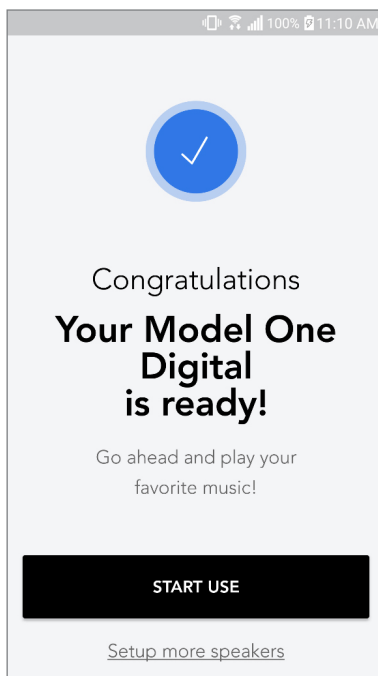 100% 11:10 AM
Congratulations
Your Model One
Digital
is ready!
Go ahead and play your
favorite music!
START USE
Setup more speakers